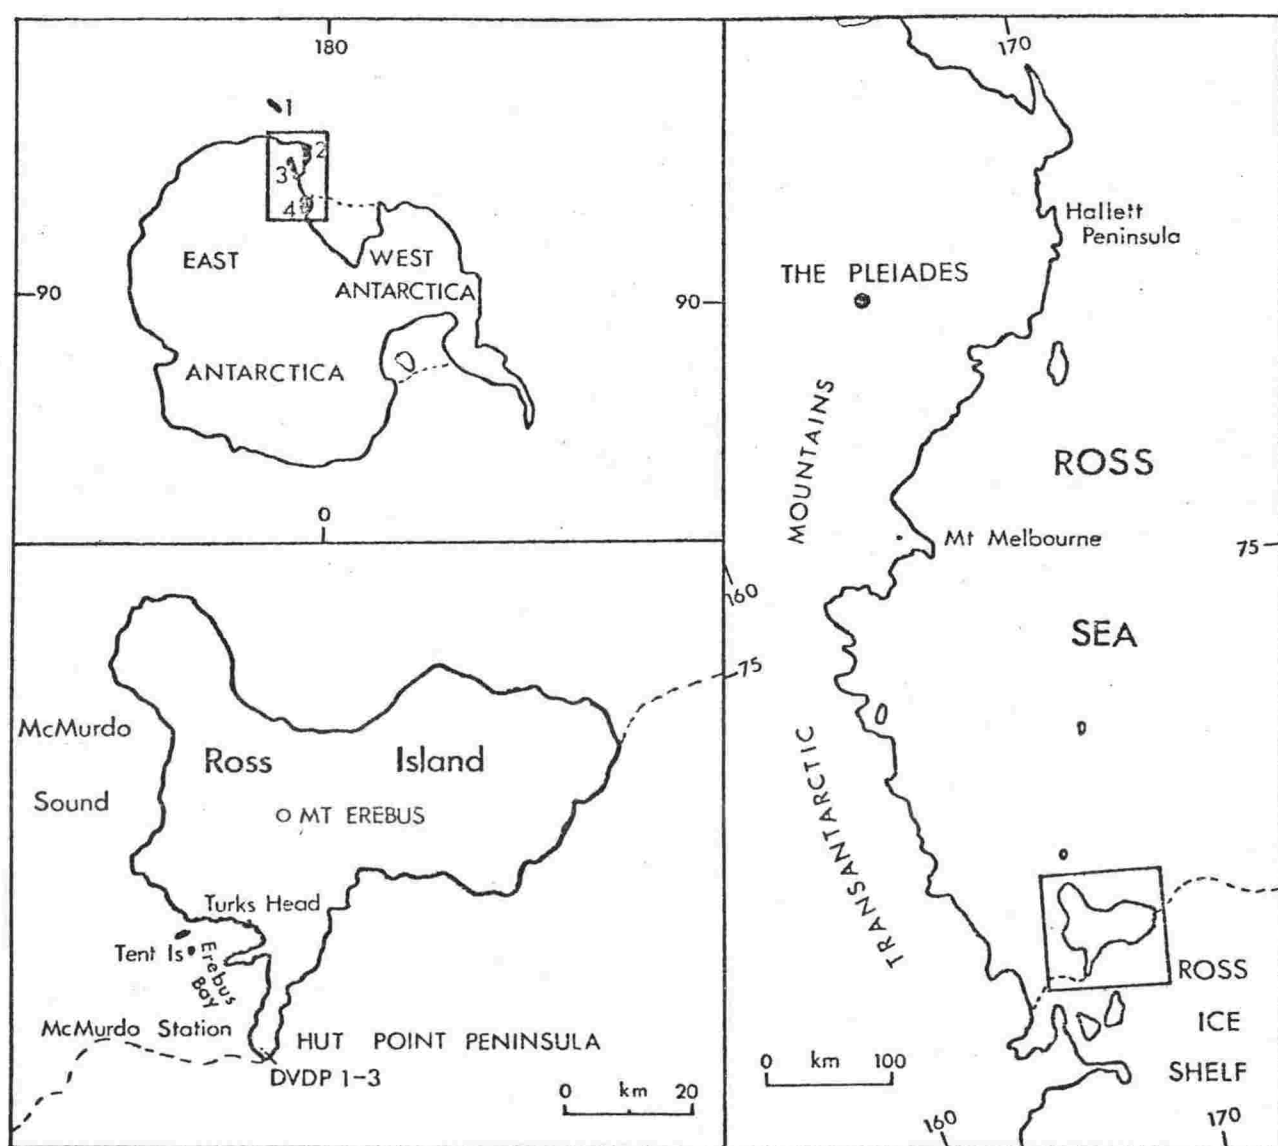 180
1
2
3
4
EAST
WEST
ANTARCTICA
90
90
ANTARCTICA
0
McMurdo
Sound
Ross Island
MT EREBUS
Turks Head
Tent Is
Erebus
Bay
McMurdo Station
HUT POINT PENINSULA
DVDP 1-3
0 km 20
170
Hallett
Peninsula
THE PLEIADES
MOUNTAINS
ROSS
Mt Melbourne
75
160
SEA
75
TRANSANTARCTIC
ROSS
ICE
SHELF
0 km 100
160
170